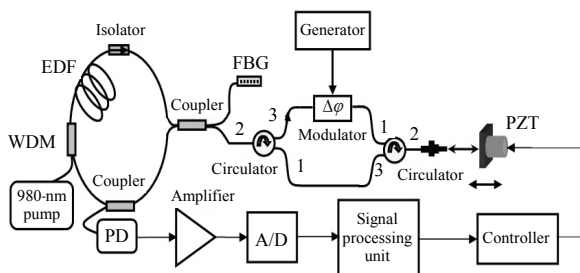 Generator
Isolator
EDF
FBG
Coupler
3
Δφ
Modulator
1
2
PZT
WDM
2
Circulator
1
3
Circulator
Coupler
980-nm
pump
Amplifier
PD
A/D
Signal
processing
unit
Controller